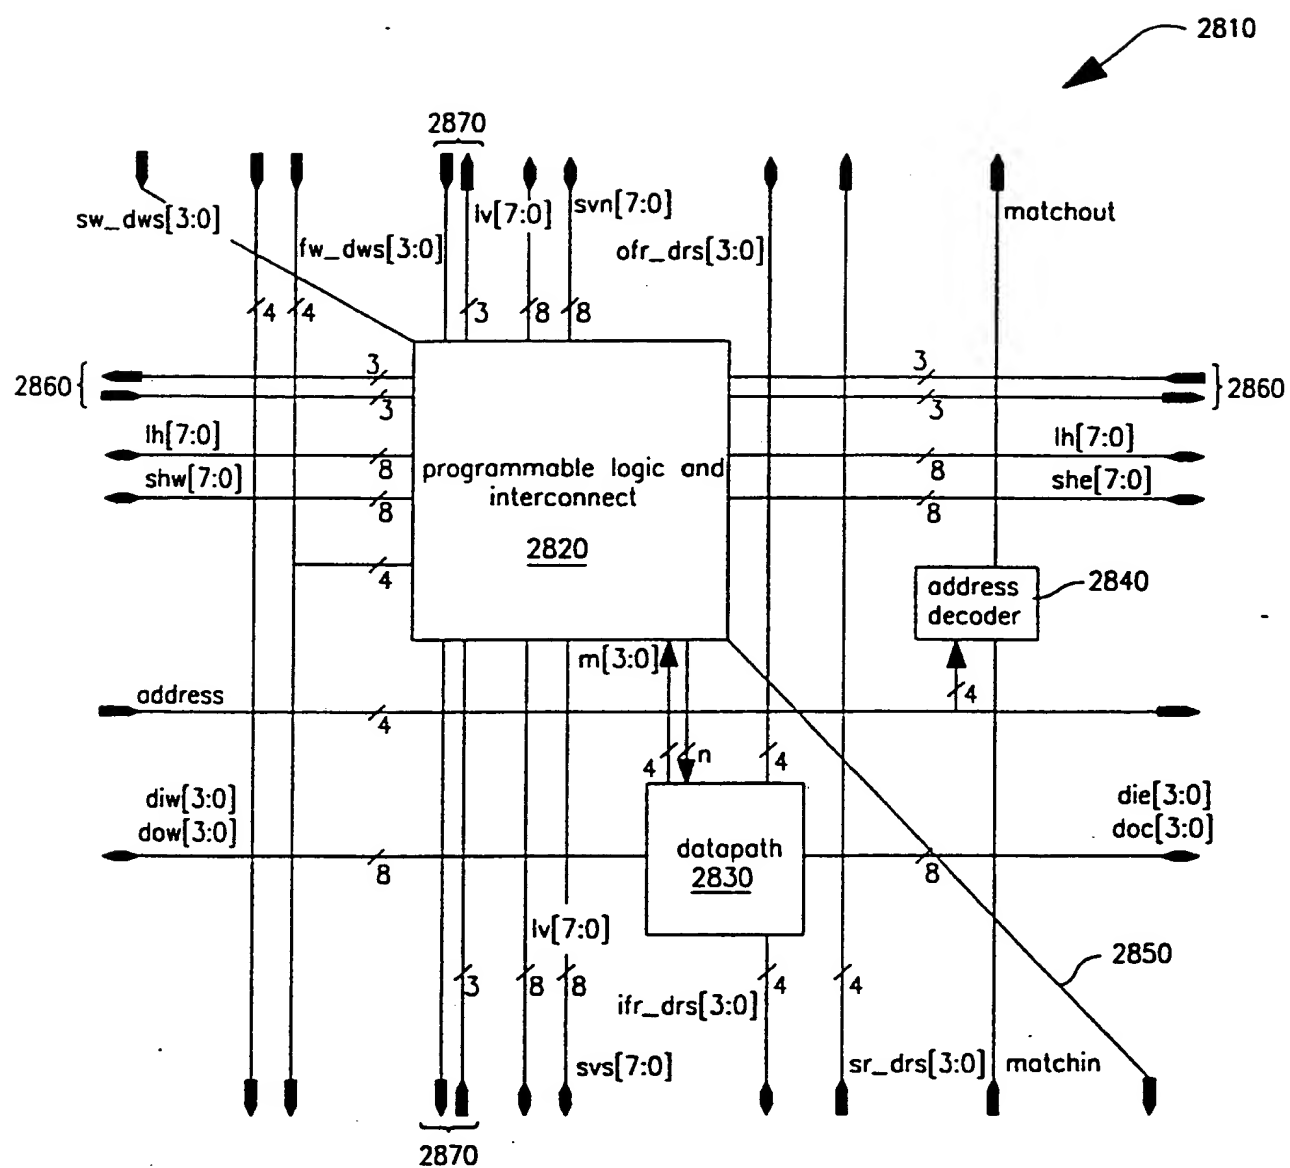 2810
2870
sw_dws[3:0]
fw_dws[3:0]
lv[7:0]
svn[7:0]
ofr_drs[3:0]
matchout
4
4
3
8
8
2860
3
3
3
3
2860
lh[7:0]
8
8
lh[7:0]
shw[7:0]
8
8
she[7:0]
programmable logic and
interconnect
2820
4
address
decoder
2840
m[3:0]
4
address
4
4
n
4
diw[3:0]
dow[3:0]
8
datapath
2830
8
die[3:0]
doc[3:0]
lv[7:0]
2850
3
8
8
4
4
ifr_drs[3:0]
svs[7:0]
sr_drs[3:0]
matchin
2870